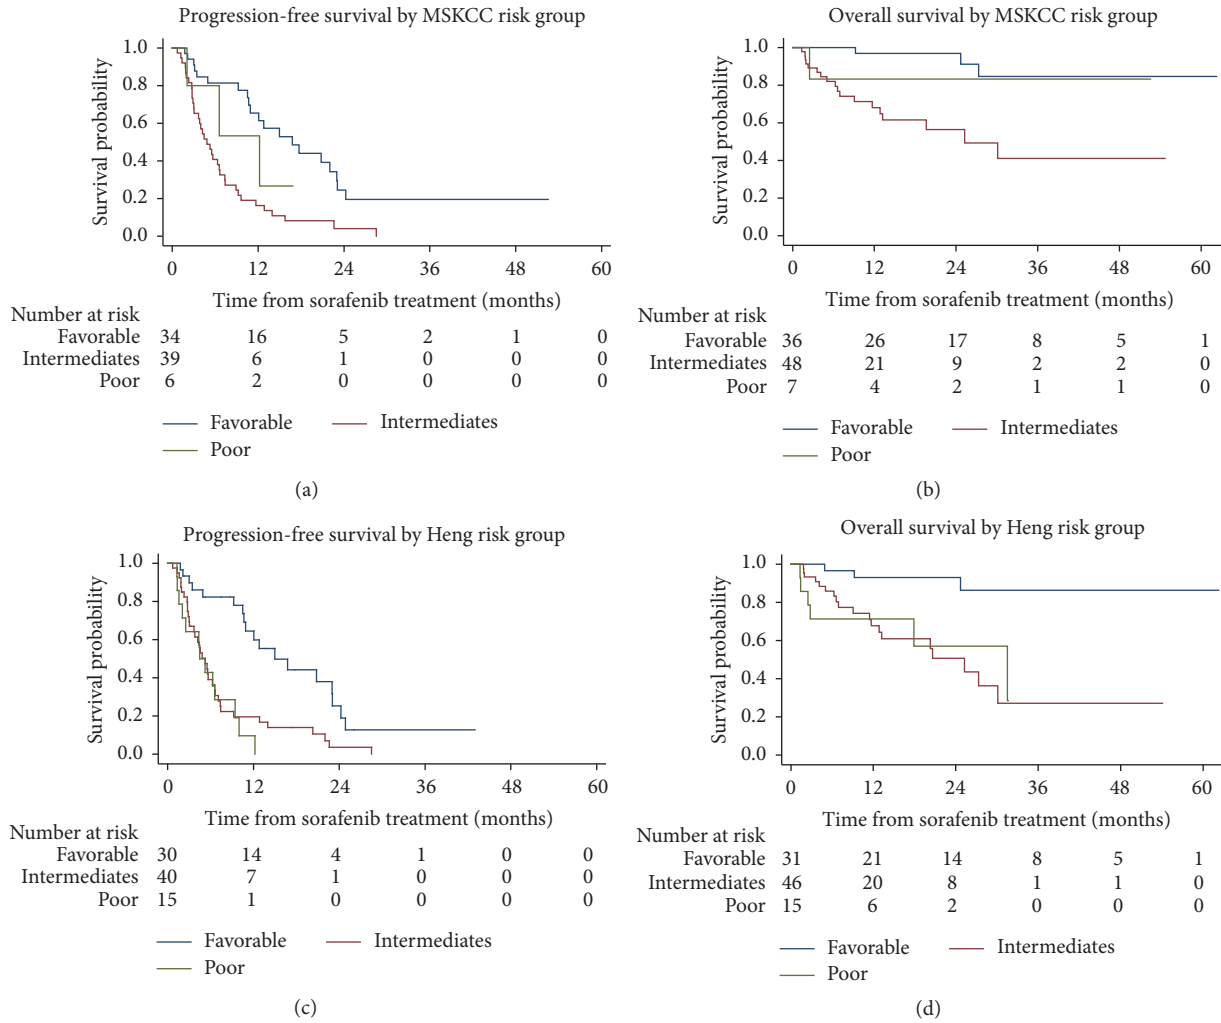 Progression-free survival by MSKCC risk group
Survival probability
1.0
0.8
0.6
0.4
0.2
0.0
0 12 24 36 48 60
Time from sorafenib treatment (months)
Number at risk
Favorable 34 16 5 2 1 0
Intermediates 39 6 1 0 0 0
Poor 6 2 0 0 0 0
Favorable Intermediates
Poor
(a)
Overall survival by MSKCC risk group
Survival probability
1.0
0.8
0.6
0.4
0.2
0.0
0 12 24 36 48 60
Time from sorafenib treatment (months)
Number at risk
Favorable 36 26 17 8 5 1
Intermediates 48 21 9 2 2 0
Poor 7 4 2 1 1 0
Favorable Intermediates
Poor
(b)
Progression-free survival by Heng risk group
Survival probability
1.0
0.8
0.6
0.4
0.2
0.0
0 12 24 36 48 60
Time from sorafenib treatment (months)
Number at risk
Favorable 30 14 4 1 0 0
Intermediates 40 7 1 0 0 0
Poor 15 1 0 0 0 0
Favorable Intermediates
Poor
(c)
Overall survival by Heng risk group
Survival probability
1.0
0.8
0.6
0.4
0.2
0.0
0 12 24 36 48 60
Time from sorafenib treatment (months)
Number at risk
Favorable 31 21 14 8 5 1
Intermediates 46 20 8 1 1 0
Poor 15 6 2 0 0 0
Favorable Intermediates
Poor
(d)